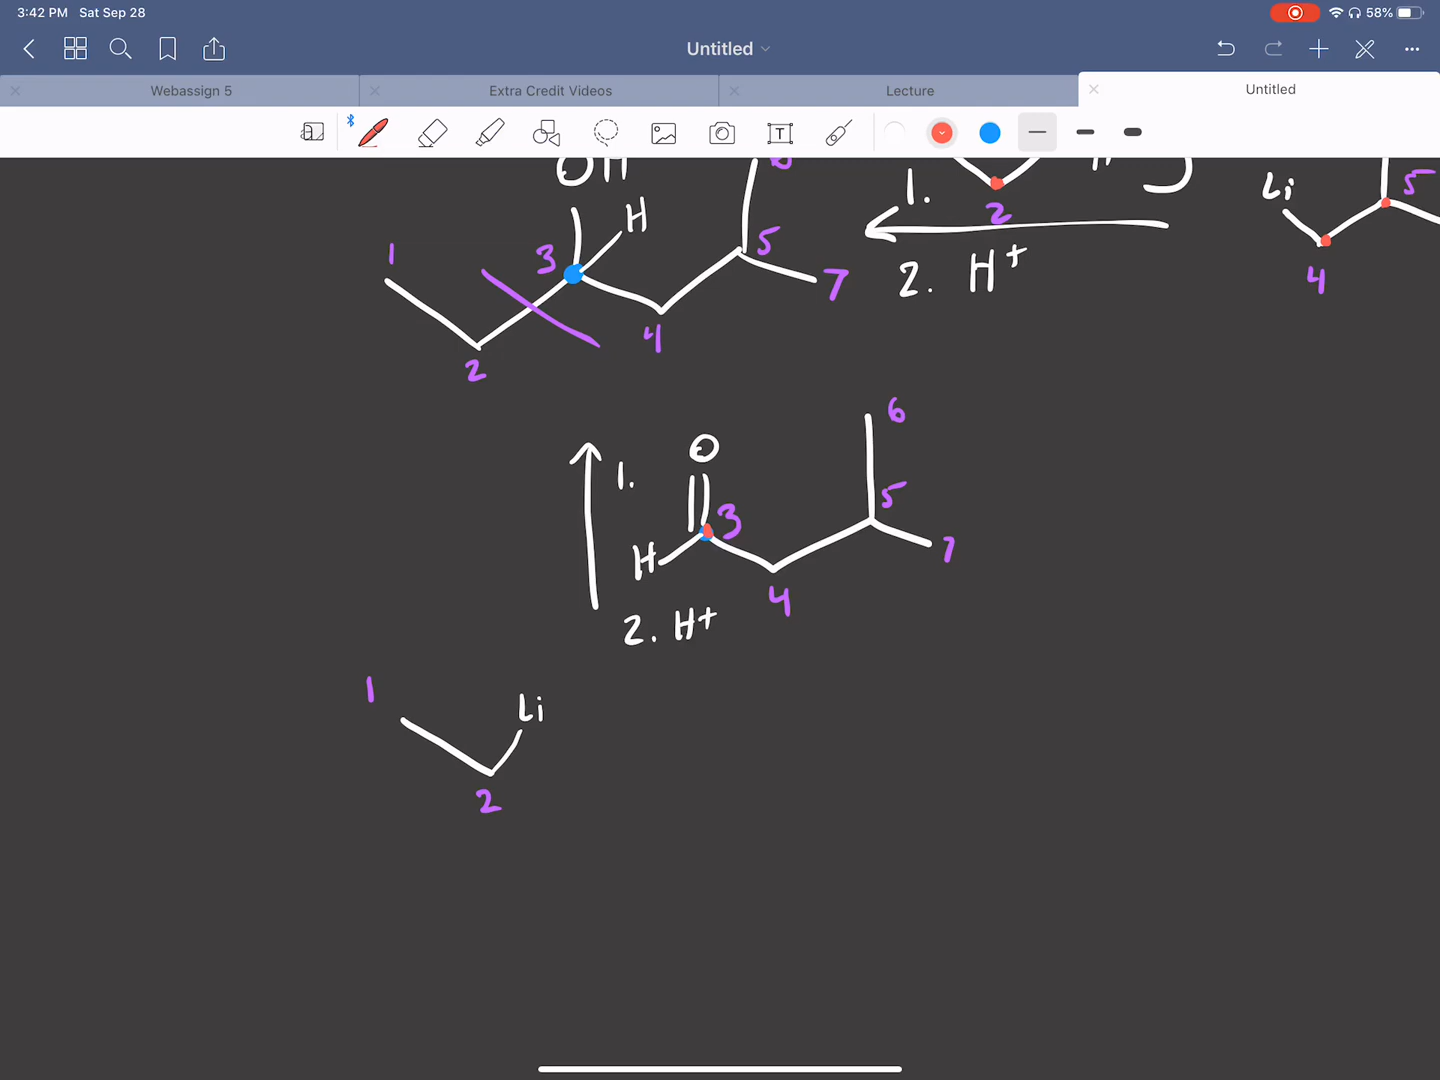 3:42 PM Sat Sep 28
58%
Untitled
Webassign 5
Extra Credit Videos
Lecture
Untitled
T
OH
6
1.
Li
5
H
2
3
5
1
7
2. H+
4
4
2
6
O
1.
5
3
H
7
4
2. H+
1
Li
2